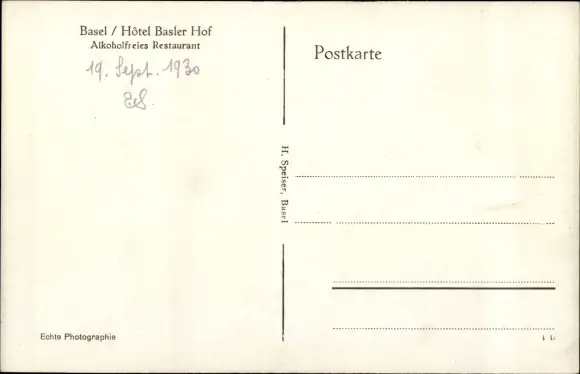 Basel / Hôtel Basler Hof
Alkoholfreies Restaurant
19. Sept. 1930
Postkarte
H. Speiser, Basel
Echte Photographie